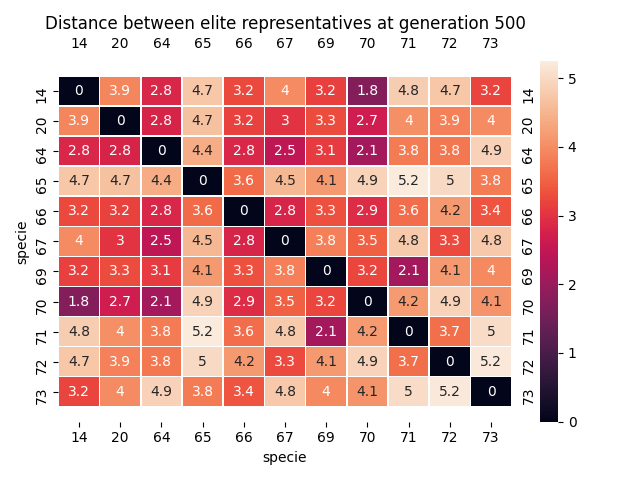 Distance between elite representatives at generation 500
14 20 64 65 66 67 69 70 71 72 73
14 0 3.9 2.8 4.7 3.2 4 3.2 1.8 4.8 4.7 3.2 14
20 3.9 0 2.8 4.7 3.2 3 3.3 2.7 4 3.9 4 20
64 2.8 2.8 0 4.4 2.8 2.5 3.1 2.1 3.8 3.8 4.9 64
65 4.7 4.7 4.4 0 3.6 4.5 4.1 4.9 5.2 5 3.8 65
66 3.2 3.2 2.8 3.6 0 2.8 3.3 2.9 3.6 4.2 3.4 66
67 4 3 2.5 4.5 2.8 0 3.8 3.5 4.8 3.3 4.8 67
69 3.2 3.3 3.1 4.1 3.3 3.8 0 3.2 2.1 4.1 4 69
70 1.8 2.7 2.1 4.9 2.9 3.5 3.2 0 4.2 4.9 4.1 70
71 4.8 4 3.8 5.2 3.6 4.8 2.1 4.2 0 3.7 5 71
72 4.7 3.9 3.8 5 4.2 3.3 4.1 4.9 3.7 0 5.2 72
73 3.2 4 4.9 3.8 3.4 4.8 4 4.1 5 5.2 0 73
14 20 64 65 66 67 69 70 71 72 73
specie
specie
5
4
3
2
1
0